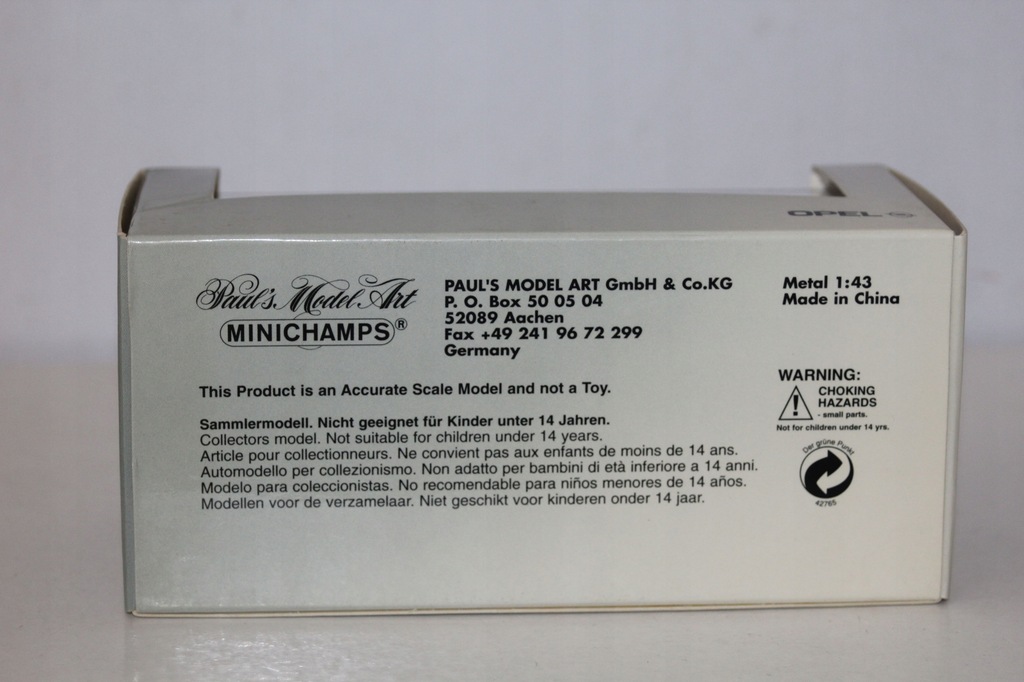 OPEL
Paul's Model Art
MINICHAMPS®
PAUL'S MODEL ART GmbH & Co.KG
P. O. Box 50 05 04
52089 Aachen
Fax +49 241 96 72 299
Germany
Metal 1:43
Made in China
This Product is an Accurate Scale Model and not a Toy.
Sammlermodell. Nicht geeignet für Kinder unter 14 Jahren.
Collectors model. Not suitable for children under 14 years.
Article pour collectionneurs. Ne convient pas aux enfants de moins de 14 ans.
Automodello per collezionismo. Non adatto per bambini di età inferiore a 14 anni.
Modelo para coleccionistas. No recomendable para niños menores de 14 años.
Modellen voor de verzamelaar. Niet geschikt voor kinderen onder 14 jaar.
WARNING:
CHOKING
HAZARDS
- small parts.
Not for children under 14 yrs.
Der grüne Punkt
42765